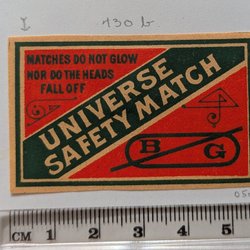 I 130 b
MATCHES DO NOT GLOW
NOR DO THE HEADS
FALL OFF
UNIVERSE
SAFETY MATCH
B G
CM 1 2 3 4 5